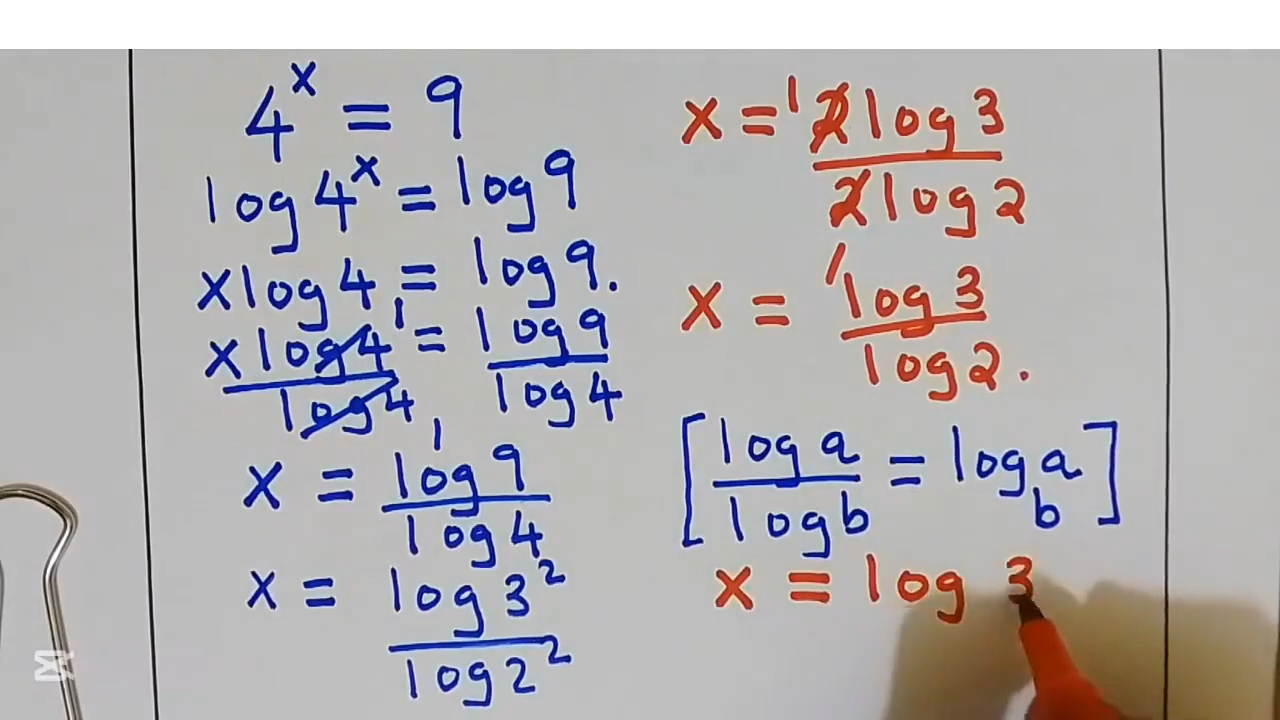 4^x = 9
log 4^x = log 9
x log 4 = log 9.
x log 4 / log 4 = log 9 / log 4
x = log 9 / log 4
x = log 3^2 / log 2^2
x = 2 log 3 / 2 log 2
x = log 3 / log 2.
[log a / log b = log_b a]
x = log 3